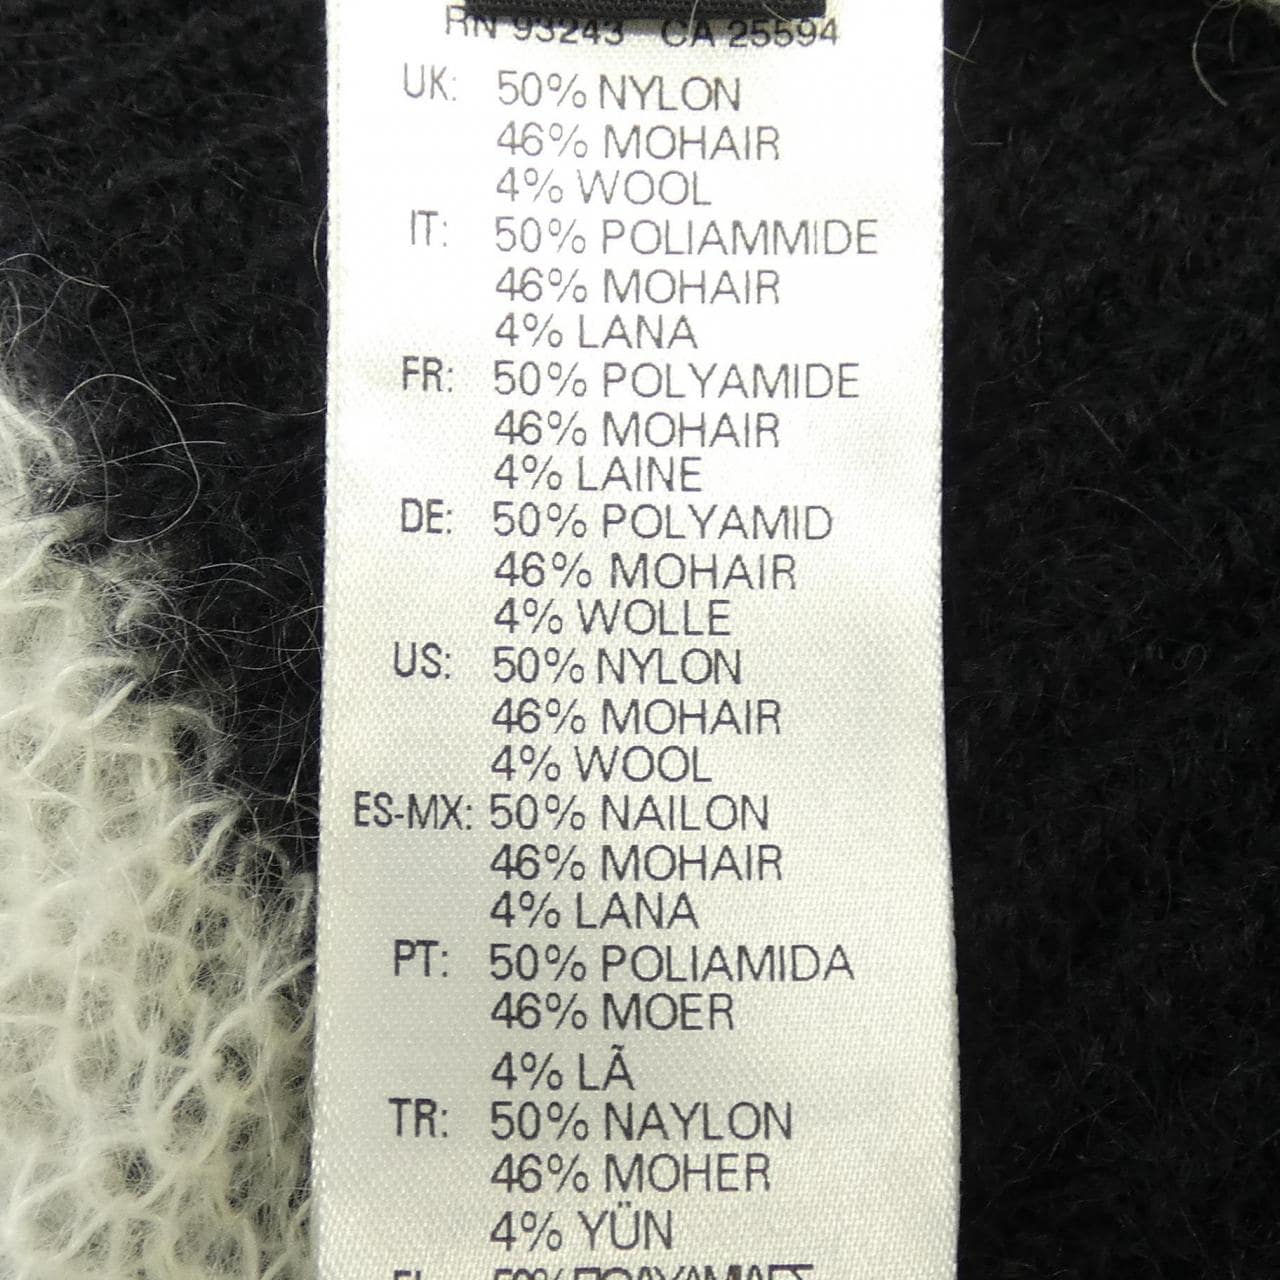 RN 93243 CA 25594
UK: 50% NYLON
46% MOHAIR
4% WOOL
IT: 50% POLIAMMIDE
46% MOHAIR
4% LANA
FR: 50% POLYAMIDE
46% MOHAIR
4% LAINE
DE: 50% POLYAMID
46% MOHAIR
4% WOLLE
US: 50% NYLON
46% MOHAIR
4% WOOL
ES-MX: 50% NAILON
46% MOHAIR
4% LANA
PT: 50% POLIAMIDA
46% MOER
4% LÃ
TR: 50% NAYLON
46% MOHER
4% YÜN